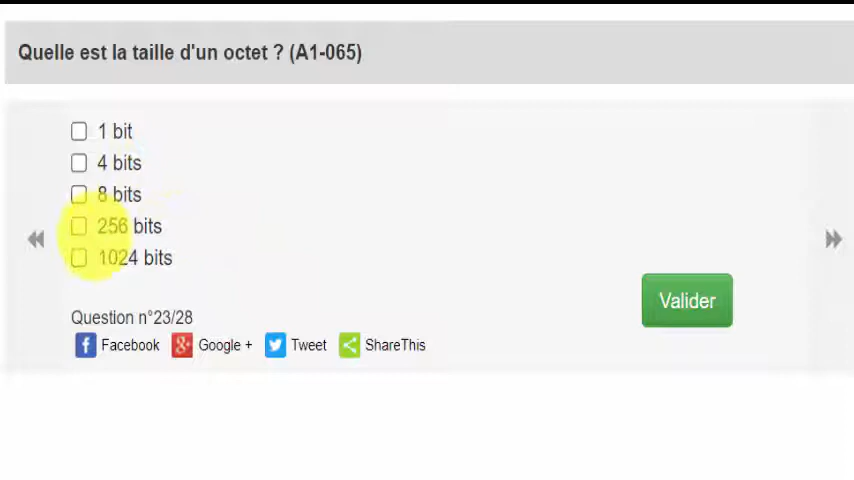 Quelle est la taille d'un octet ? (A1-065)
1 bit
4 bits
8 bits
256 bits
1024 bits
Valider
Question n°23/28
Facebook Google + Tweet ShareThis